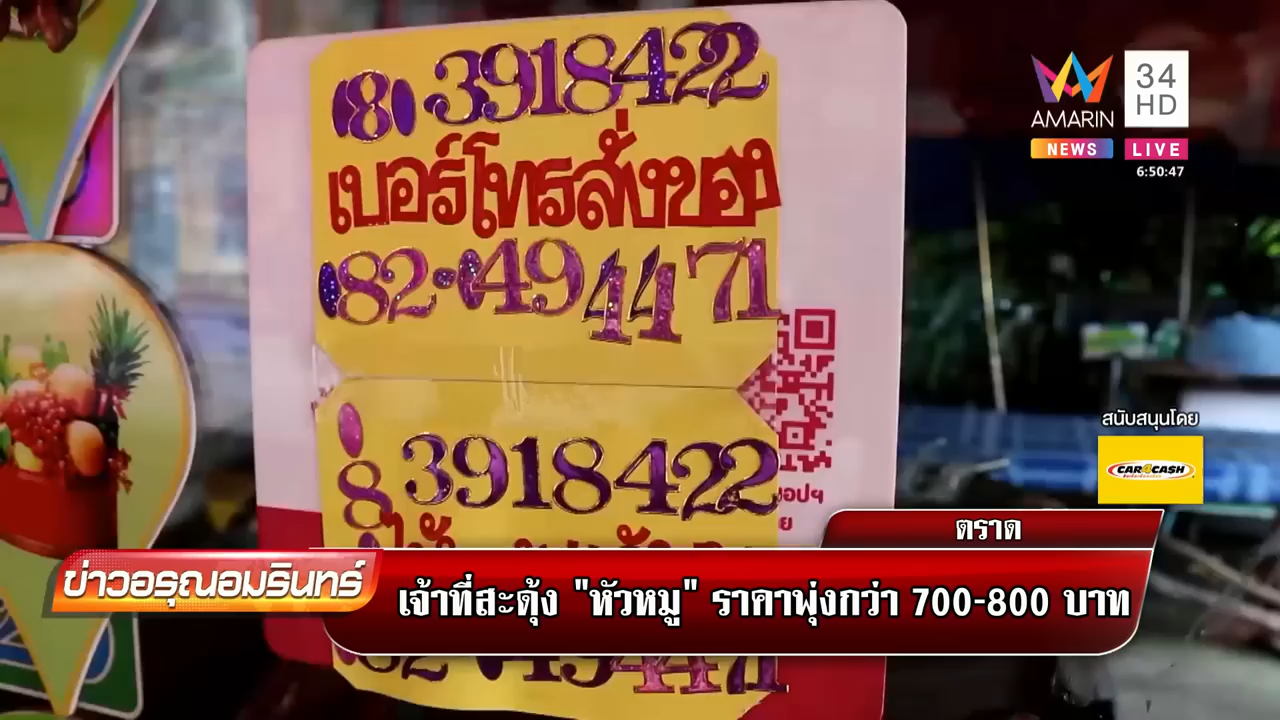 (8) 3918422
เบอร์โทรสั่งของ
082-494471
8 3918422
82 494471
AMARIN
34
HD
NEWS
LIVE
6:50:47
สนับสนุนโดย
CAR4CASH
ตราด
ข่าวอรุณอมรินทร์
เจ้าที่สะดุ้ง "หัวหมู" ราคาพุ่งกว่า 700-800 บาท